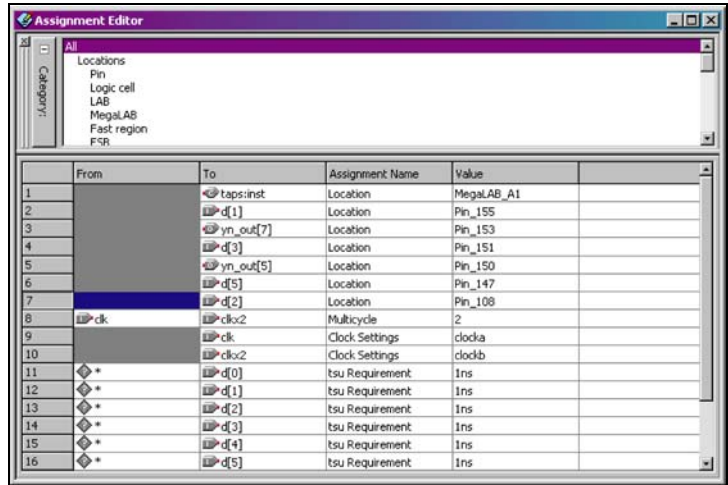 Assignment Editor
Category:
All
Locations
Pin
Logic cell
LAB
MegaLAB
Fast region
ESB
From To Assignment Name Value
1 taps:inst Location MegaLAB_A1
2 d[1] Location Pin_155
3 yn_out[7] Location Pin_153
4 d[3] Location Pin_151
5 yn_out[5] Location Pin_150
6 d[5] Location Pin_147
7 d[2] Location Pin_108
8 clk clkx2 Multicycle 2
9 clk Clock Settings clocka
10 clkx2 Clock Settings clockb
11 * d[0] tsu Requirement 1ns
12 * d[1] tsu Requirement 1ns
13 * d[2] tsu Requirement 1ns
14 * d[3] tsu Requirement 1ns
15 * d[4] tsu Requirement 1ns
16 * d[5] tsu Requirement 1ns